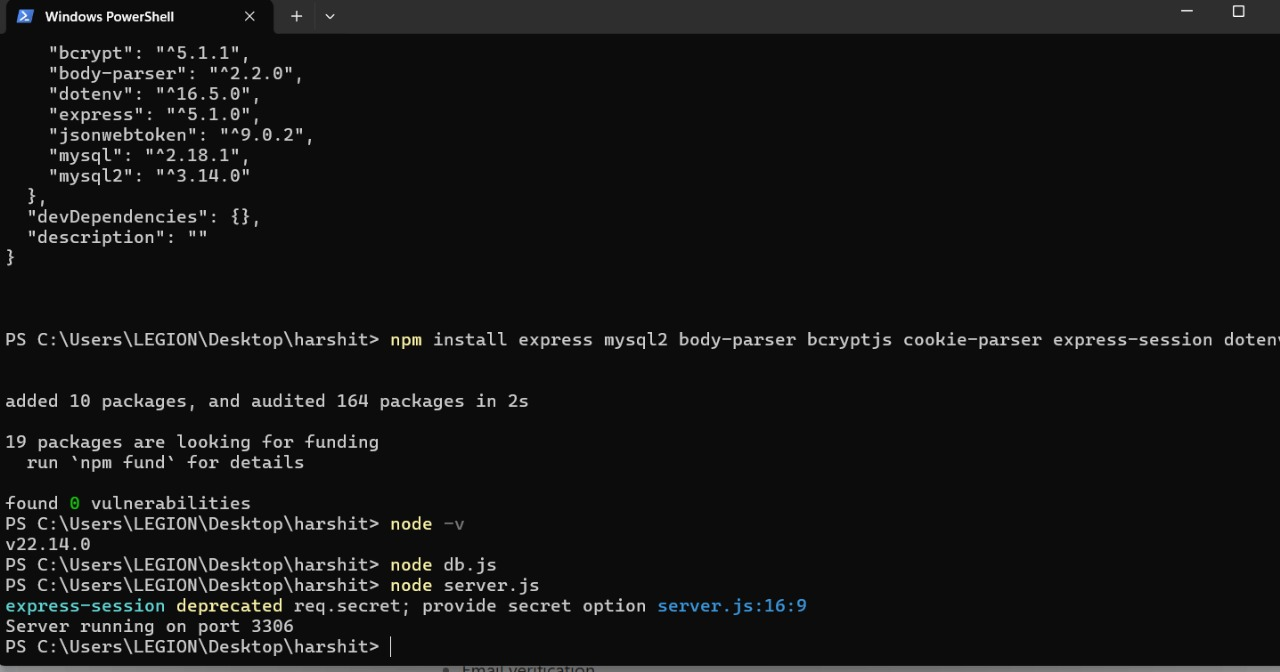 Windows PowerShell
"bcrypt": "^5.1.1",
"body-parser": "^2.2.0",
"dotenv": "^16.5.0",
"express": "^5.1.0",
"jsonwebtoken": "^9.0.2",
"mysql": "^2.18.1",
"mysql2": "^3.14.0"
},
"devDependencies": {},
"description": ""
}
PS C:\Users\LEGION\Desktop\harshit> npm install express mysql2 body-parser bcryptjs cookie-parser express-session doten
added 10 packages, and audited 164 packages in 2s
19 packages are looking for funding
run `npm fund` for details
found 0 vulnerabilities
PS C:\Users\LEGION\Desktop\harshit> node -v
v22.14.0
PS C:\Users\LEGION\Desktop\harshit> node db.js
PS C:\Users\LEGION\Desktop\harshit> node server.js
express-session deprecated req.secret; provide secret option server.js:16:9
Server running on port 3306
PS C:\Users\LEGION\Desktop\harshit>
Email verification